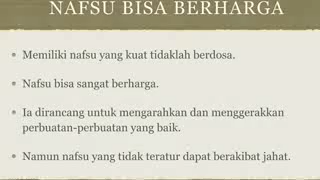 NAFSU BISA BERHARGA
Memiliki nafsu yang kuat tidaklah berdosa.
Nafsu bisa sangat berharga.
Ia dirancang untuk mengarahkan dan menggerakkan
perbuatan-perbuatan yang baik.
Namun nafsu yang tidak teratur dapat berakibat jahat.